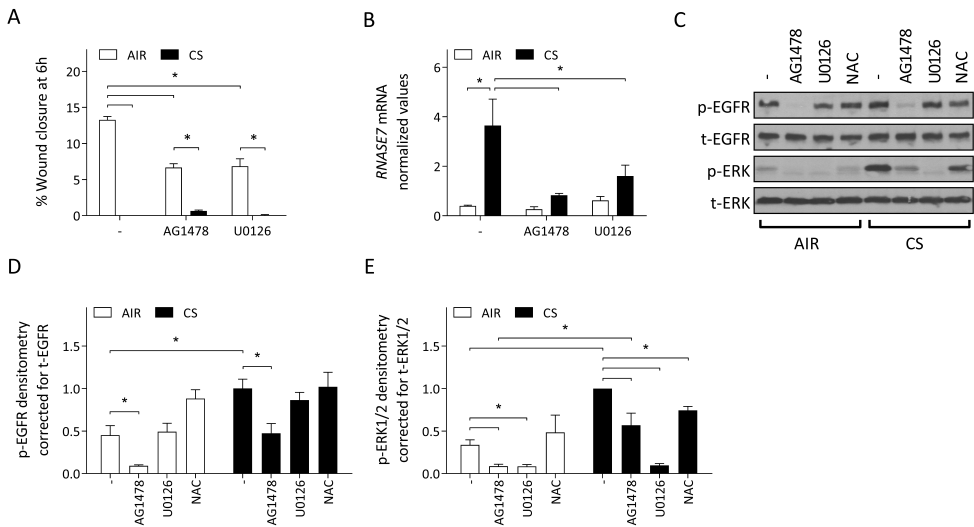 A
AIR CS
% Wound closure at 6h
20
15
10
5
0
*
* *
- AG1478 U0126
B
AIR CS
RNASE7 mRNA
normalized values
6
4
2
0
* *
- AG1478 U0126
C
- AG1478 U0126 NAC - AG1478 U0126 NAC
p-EGFR
t-EGFR
p-ERK
t-ERK
AIR CS
D
AIR CS
p-EGFR densitometry
corrected for t-EGFR
1.5
1.0
0.5
0.0
*
*
*
- AG1478 U0126 NAC - AG1478 U0126 NAC
E
AIR CS
p-ERK1/2 densitometry
corrected for t-ERK1/2
1.5
1.0
0.5
0.0
*
*
*
- AG1478 U0126 NAC - AG1478 U0126 NAC